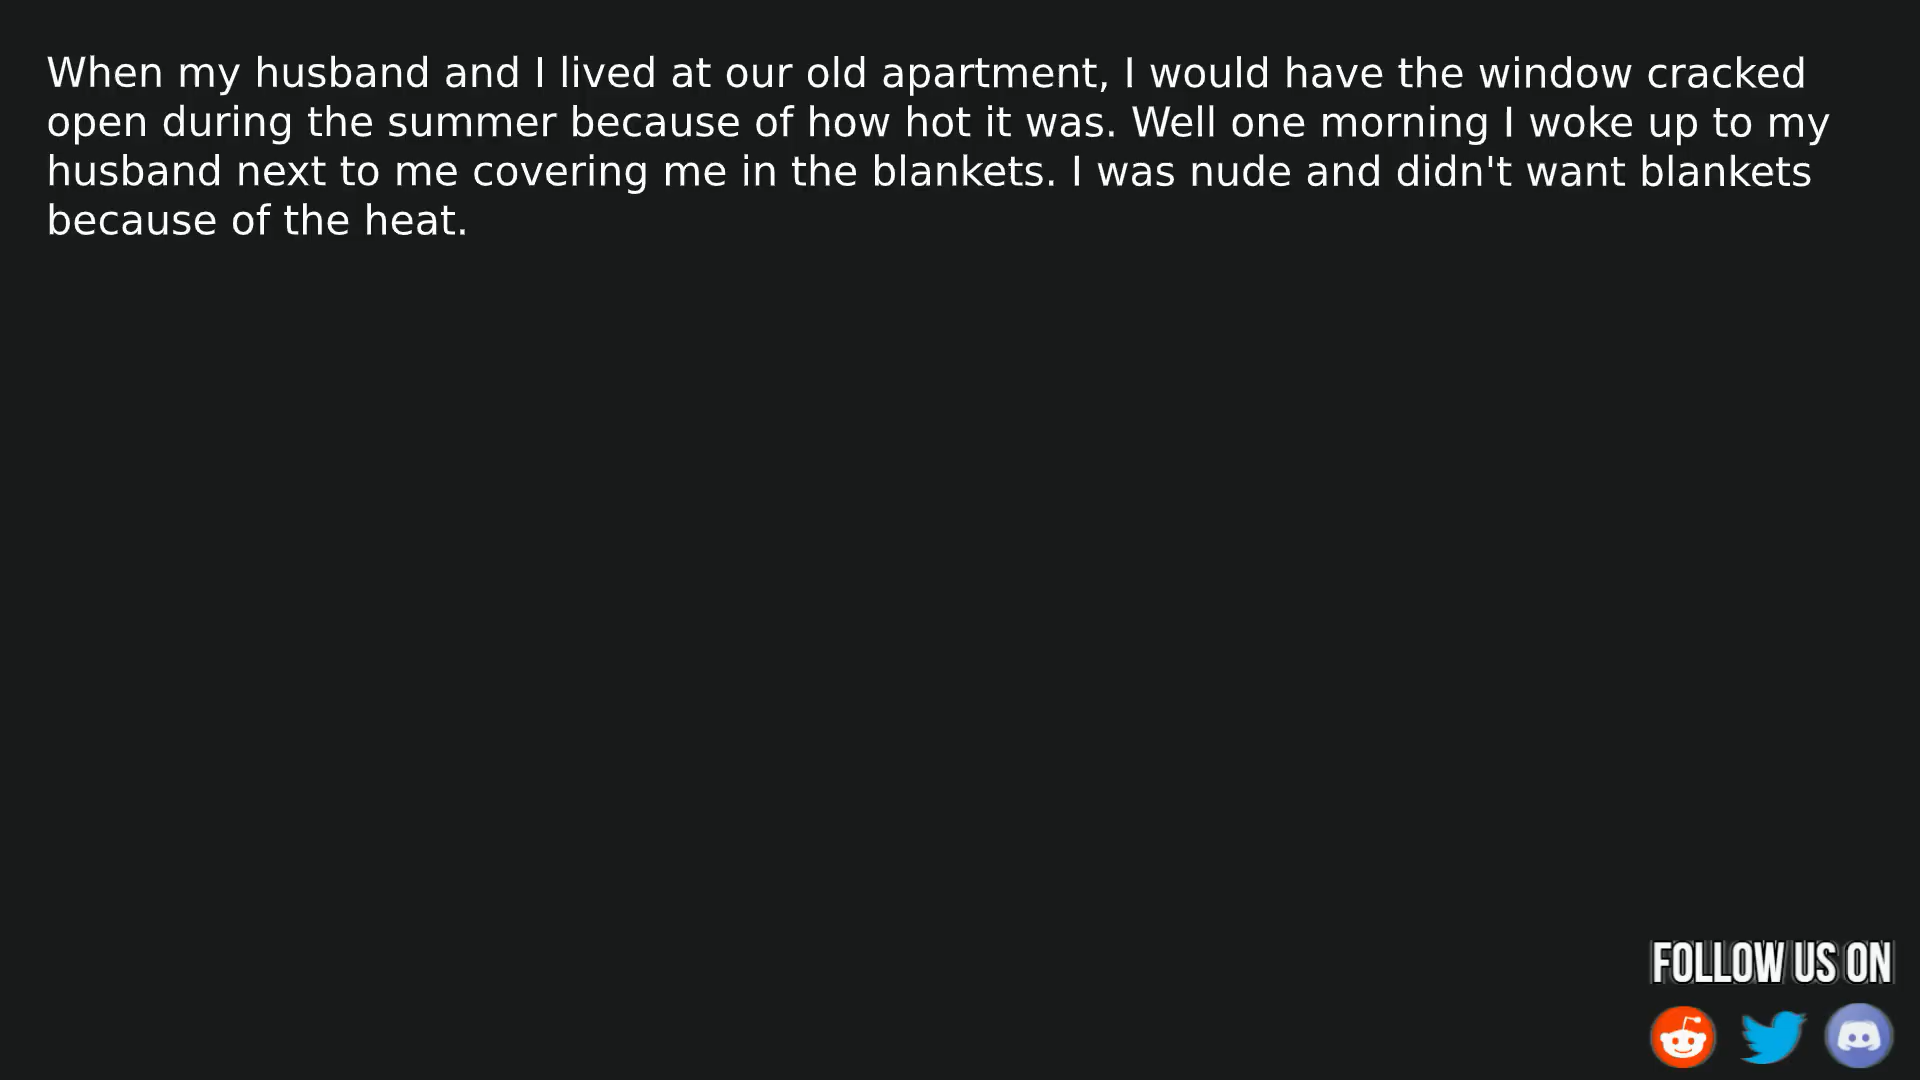 When my husband and I lived at our old apartment, I would have the window cracked
open during the summer because of how hot it was. Well one morning I woke up to my
husband next to me covering me in the blankets. I was nude and didn't want blankets
because of the heat.
FOLLOW US ON